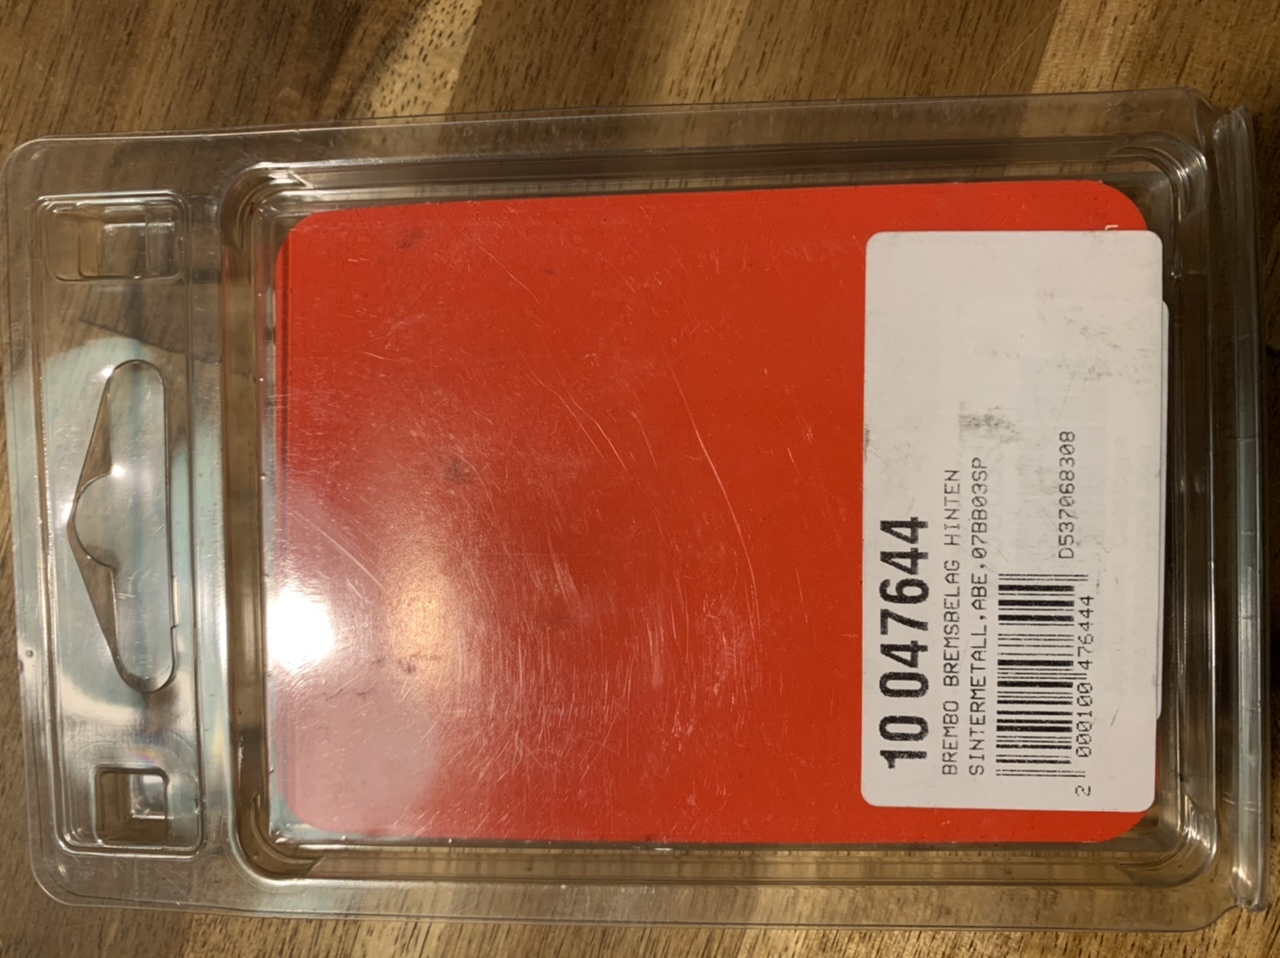 10 047644
BREMBO BREMSBELAG HINTEN
SINTERMETALL,ABE,07BB03SP
D537068308
2 000100 476444